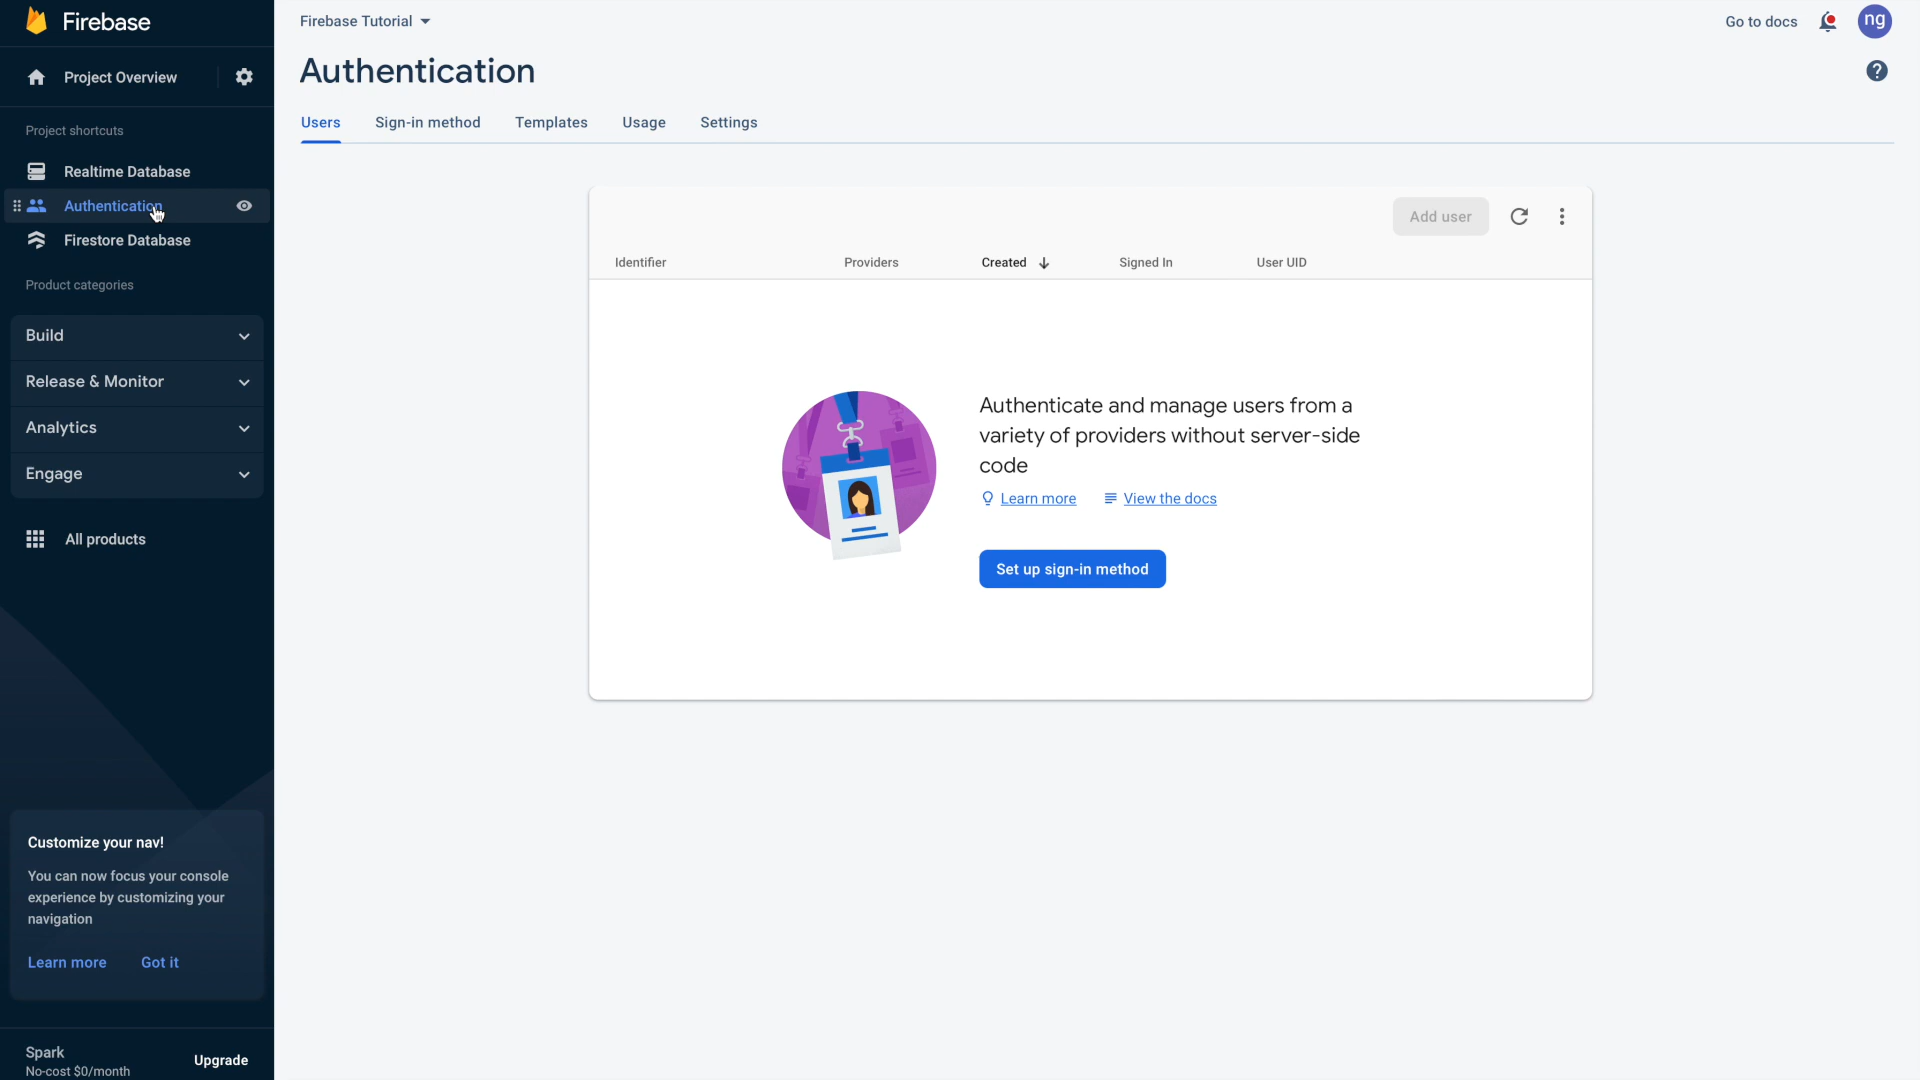 Firebase
Project Overview
Project shortcuts
Realtime Database
Authentication
Firestore Database
Product categories
Build
Release & Monitor
Analytics
Engage
All products
Customize your nav!
You can now focus your console
experience by customizing your
navigation
Learn more Got it
Spark
No-cost $0/month
Upgrade
Firebase Tutorial
Go to docs
ng
Authentication
?
Users Sign-in method Templates Usage Settings
Add user
Identifier Providers Created Signed In User UID
Authenticate and manage users from a
variety of providers without server-side
code
Learn more View the docs
Set up sign-in method